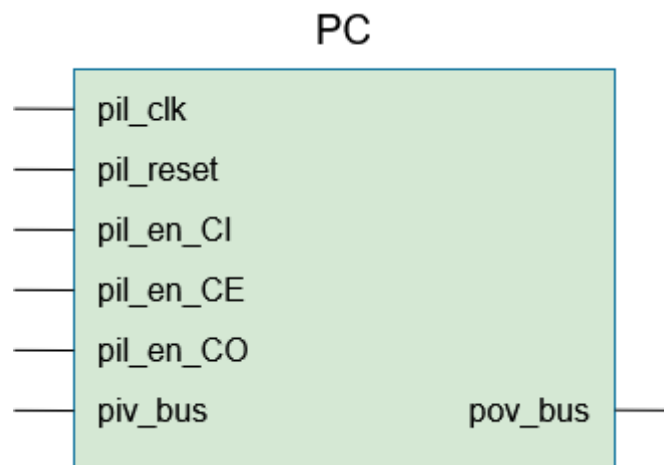 PC
pil_clk
pil_reset
pil_en_CI
pil_en_CE
pil_en_CO
piv_bus pov_bus